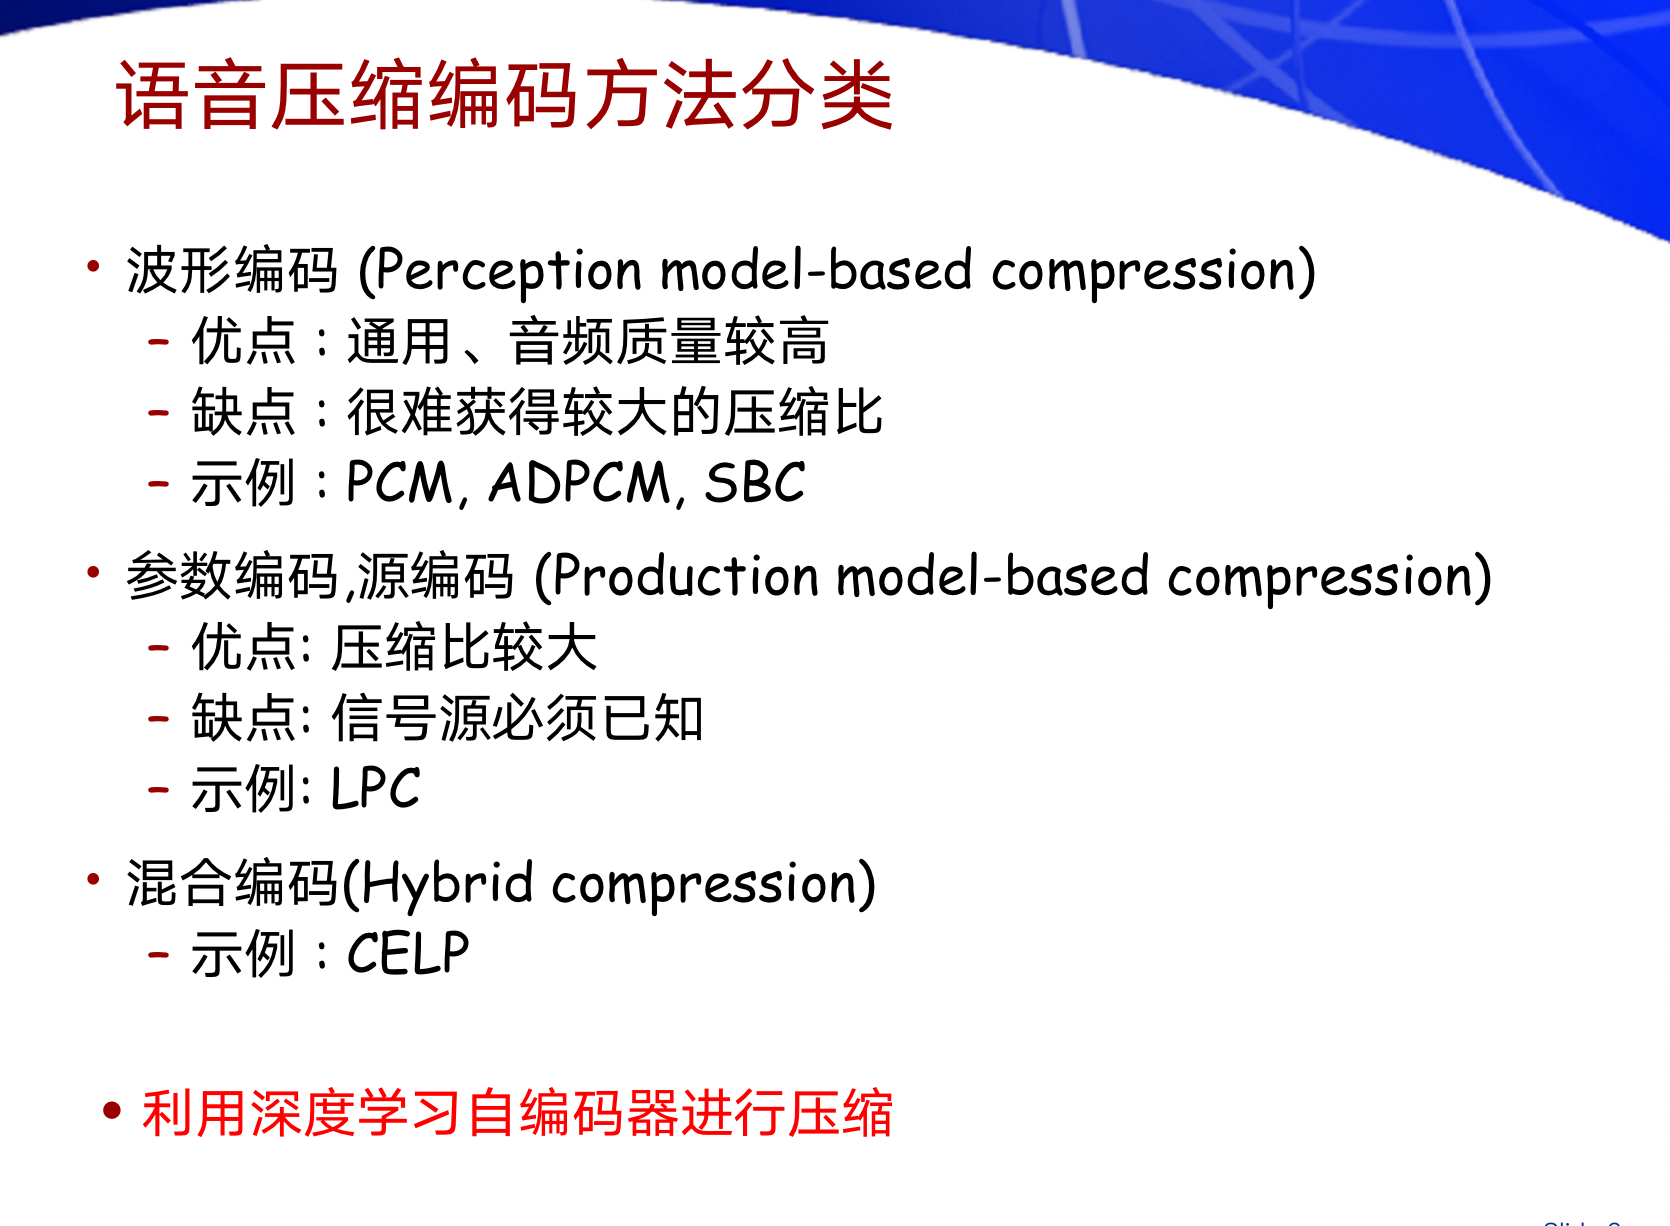 语音压缩编码方法分类
• 波形编码 (Perception model-based compression)
– 优点：通用、音频质量较高
– 缺点：很难获得较大的压缩比
– 示例：PCM, ADPCM, SBC
• 参数编码,源编码 (Production model-based compression)
– 优点: 压缩比较大
– 缺点: 信号源必须已知
– 示例: LPC
• 混合编码(Hybrid compression)
– 示例：CELP
• 利用深度学习自编码器进行压缩